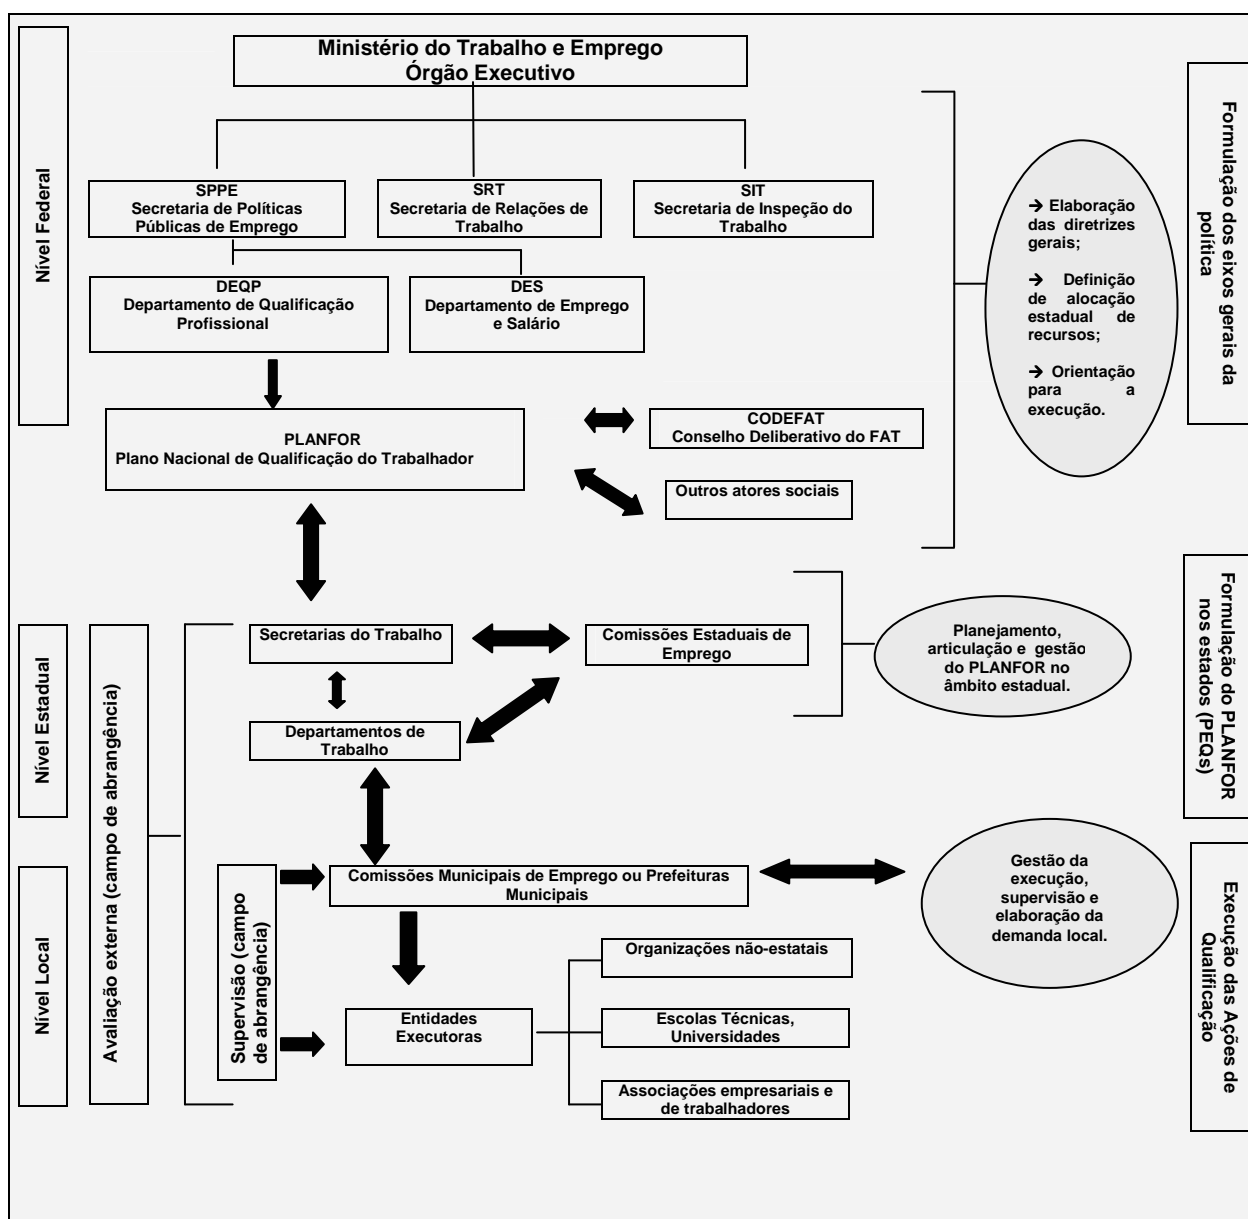 Ministério do Trabalho e Emprego
Órgão Executivo
Nível Federal
SPPE
Secretaria de Políticas
Públicas de Emprego
SRT
Secretaria de Relações de
Trabalho
SIT
Secretaria de Inspeção do
Trabalho
DEQP
Departamento de Qualificação
Profissional
DES
Departamento de Emprego
e Salário
PLANFOR
Plano Nacional de Qualificação do Trabalhador
CODEFAT
Conselho Deliberativo do FAT
Outros atores sociais
→ Elaboração
das diretrizes
gerais;
→ Definição
de alocação
estadual de
recursos;
→ Orientação
para a
execução.
Formulação dos eixos gerais da
política
Nível Estadual
Avaliação externa (campo de abrangência)
Secretarias do Trabalho
Comissões Estaduais de
Emprego
Departamentos de
Trabalho
Planejamento,
articulação e gestão
do PLANFOR no
âmbito estadual.
Formulação do PLANFOR
nos estados (PEQs)
Nível Local
Supervisão (campo
de abrangência)
Comissões Municipais de Emprego ou Prefeituras
Municipais
Gestão da
execução,
supervisão e
elaboração da
demanda local.
Entidades
Executoras
Organizações não-estatais
Escolas Técnicas,
Universidades
Associações empresariais e
de trabalhadores
Execução das Ações de
Qualificação